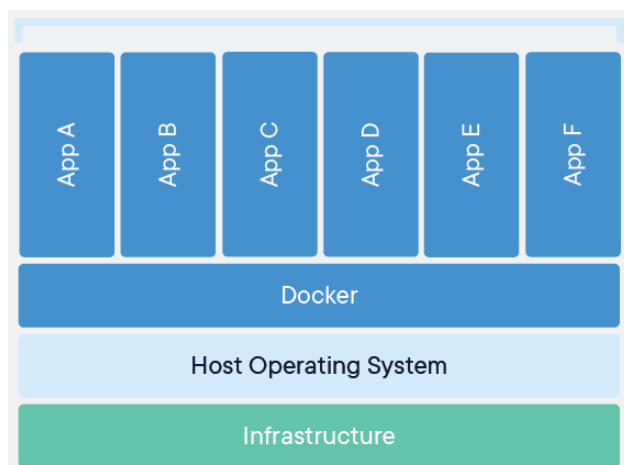 App A
App B
App C
App D
App E
App F
Docker
Host Operating System
Infrastructure